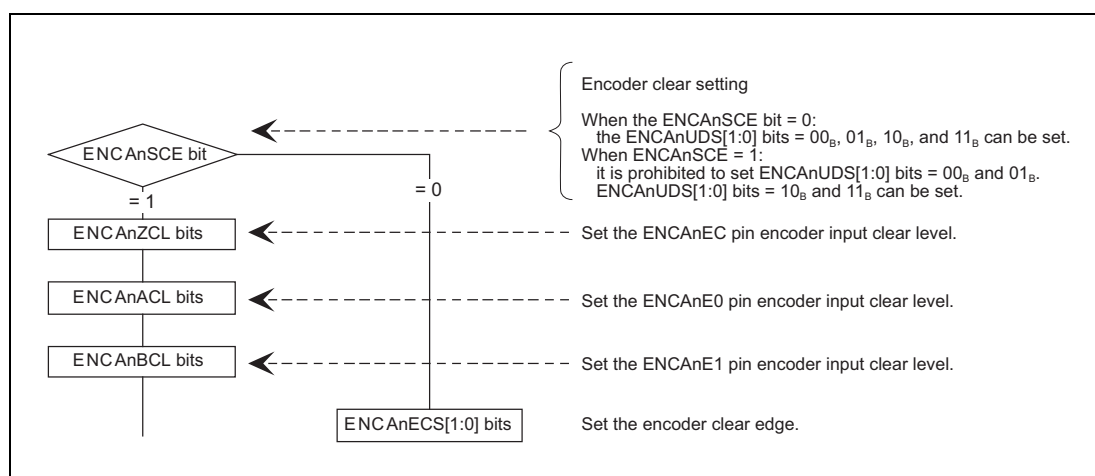 Encoder clear setting
When the ENCAnSCE bit = 0:
the ENCAnUDS[1:0] bits = 00B, 01B, 10B, and 11B can be set.
When ENCAnSCE = 1:
it is prohibited to set ENCAnUDS[1:0] bits = 00B and 01B.
ENCAnUDS[1:0] bits = 10B and 11B can be set.
ENCAnSCE bit
= 0
= 1
ENCAnZCL bits
Set the ENCAnEC pin encoder input clear level.
ENCAnACL bits
Set the ENCAnE0 pin encoder input clear level.
ENCAnBCL bits
Set the ENCAnE1 pin encoder input clear level.
ENCAnECS[1:0] bits
Set the encoder clear edge.